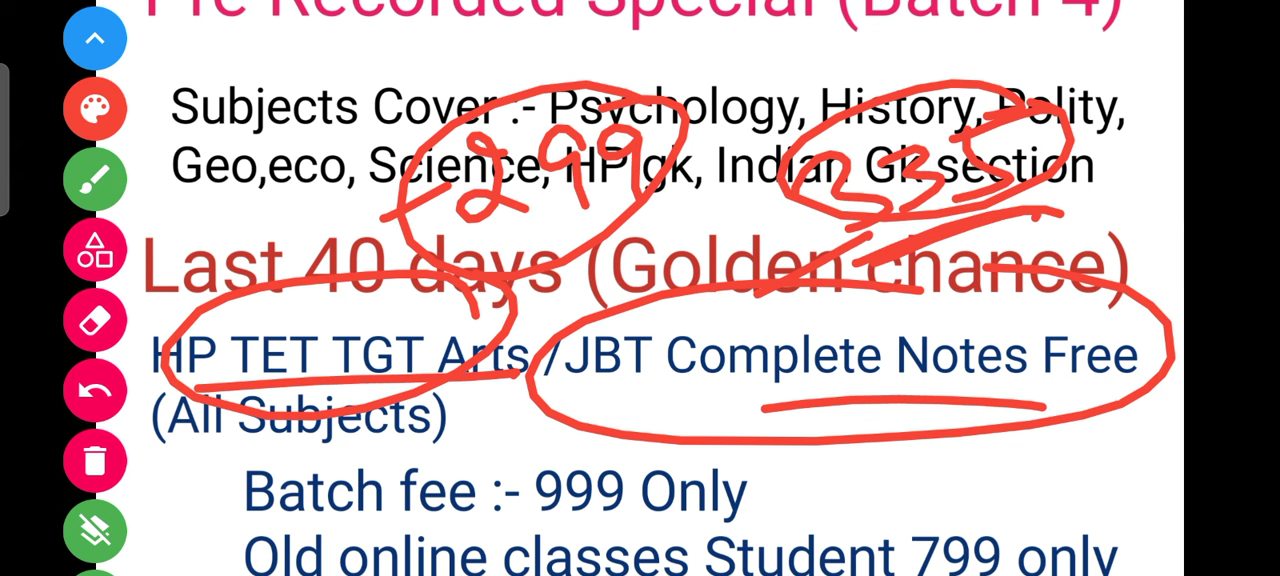 Pre Recorded Special (Batch 4)
Subjects Cover :- Psychology, History, Polity,
299
335
Geo,eco, Science, HP gk, Indian Gk section
Last 40 days (Golden chance)
HP TET TGT Arts /JBT Complete Notes Free
(All Subjects)
Batch fee :- 999 Only
Old online classes Student 799 only